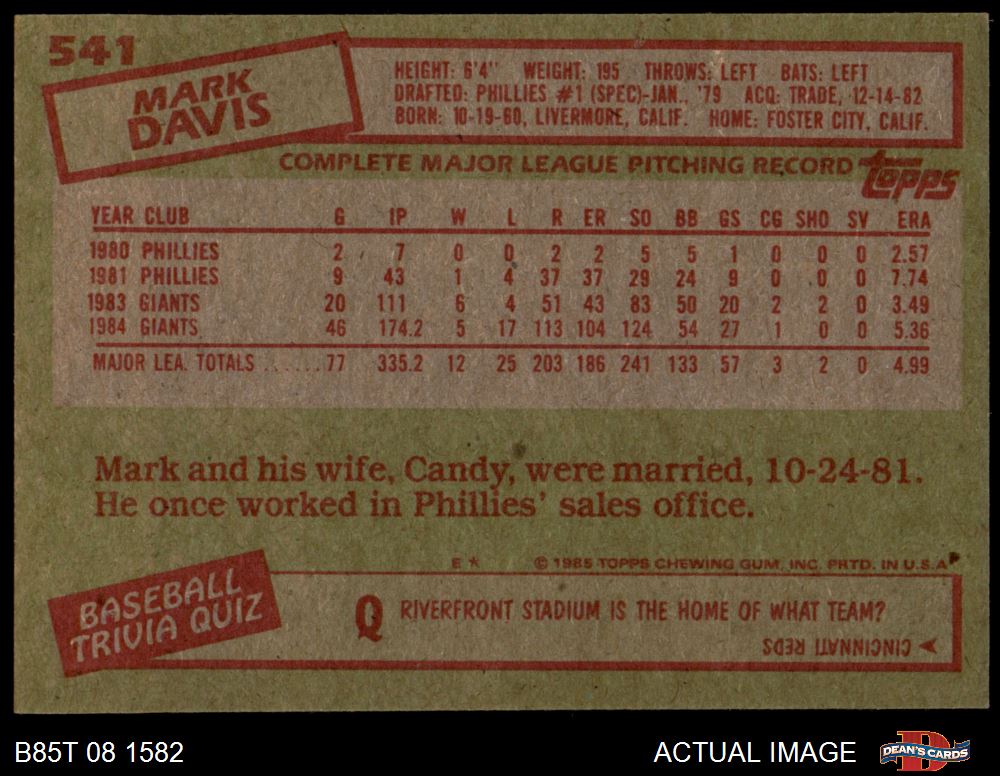 541
MARK
DAVIS
HEIGHT: 6'4" WEIGHT: 195 THROWS: LEFT BATS: LEFT
DRAFTED: PHILLIES #1 (SPEC)-JAN., '79 ACQ: TRADE, 12-14-82
BORN: 10-19-60, LIVERMORE, CALIF. HOME: FOSTER CITY, CALIF.
COMPLETE MAJOR LEAGUE PITCHING RECORD topps
YEAR CLUB G IP W L R ER SO BB GS CG SHO SV ERA
1980 PHILLIES 2 7 0 0 2 2 5 5 1 0 0 0 2.57
1981 PHILLIES 9 43 1 4 37 37 29 24 9 0 0 0 7.74
1983 GIANTS 20 111 6 4 51 43 83 50 20 2 2 0 3.49
1984 GIANTS 46 174.2 5 17 113 104 124 54 27 1 0 0 5.36
MAJOR LEA. TOTALS ...... 77 335.2 12 25 203 186 241 133 57 3 2 0 4.99
Mark and his wife, Candy, were married, 10-24-81.
He once worked in Phillies' sales office.
E * © 1985 TOPPS CHEWING GUM, INC. PRTD. IN U.S.A.
BASEBALL
TRIVIA QUIZ
Q RIVERFRONT STADIUM IS THE HOME OF WHAT TEAM?
CINCINNATI REDS
B85T 08 1582 ACTUAL IMAGE DEAN'S CARDS